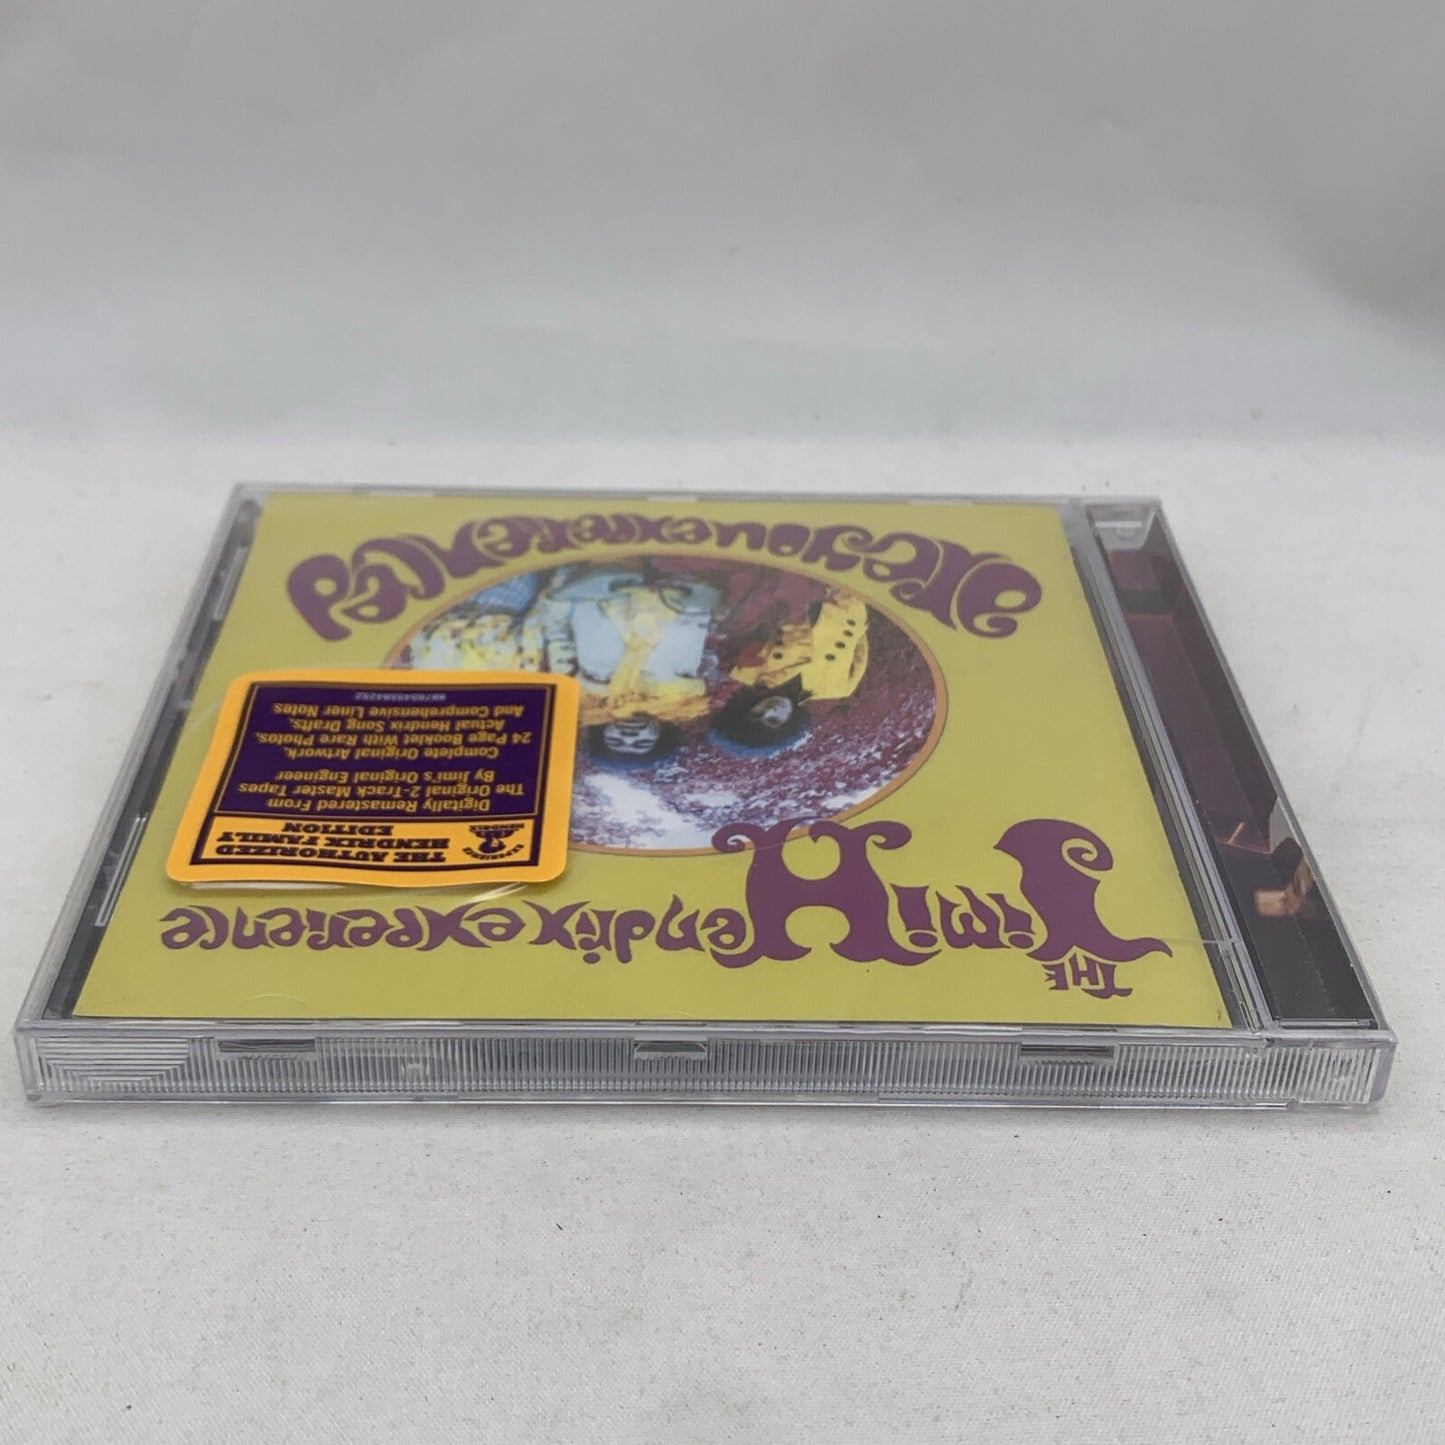 THE
Jimi Hendrix experience
THE AUTHORIZED
HENDRIX FAMILY
EDITION
EXPERIENCE
HENDRIX
Digitally Remastered From
The Original 2-Track Master Tapes
By Jimi's Original Engineer
Complete Original Artwork,
24 Page Booklet With Rare Photos,
Actual Hendrix Song Drafts,
And Comprehensive Liner Notes
are you experienced